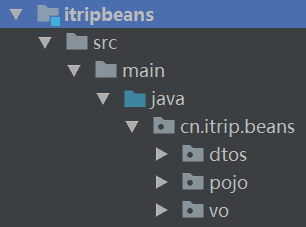 itripbeans
src
main
java
cn.itrip.beans
dtos
pojo
vo